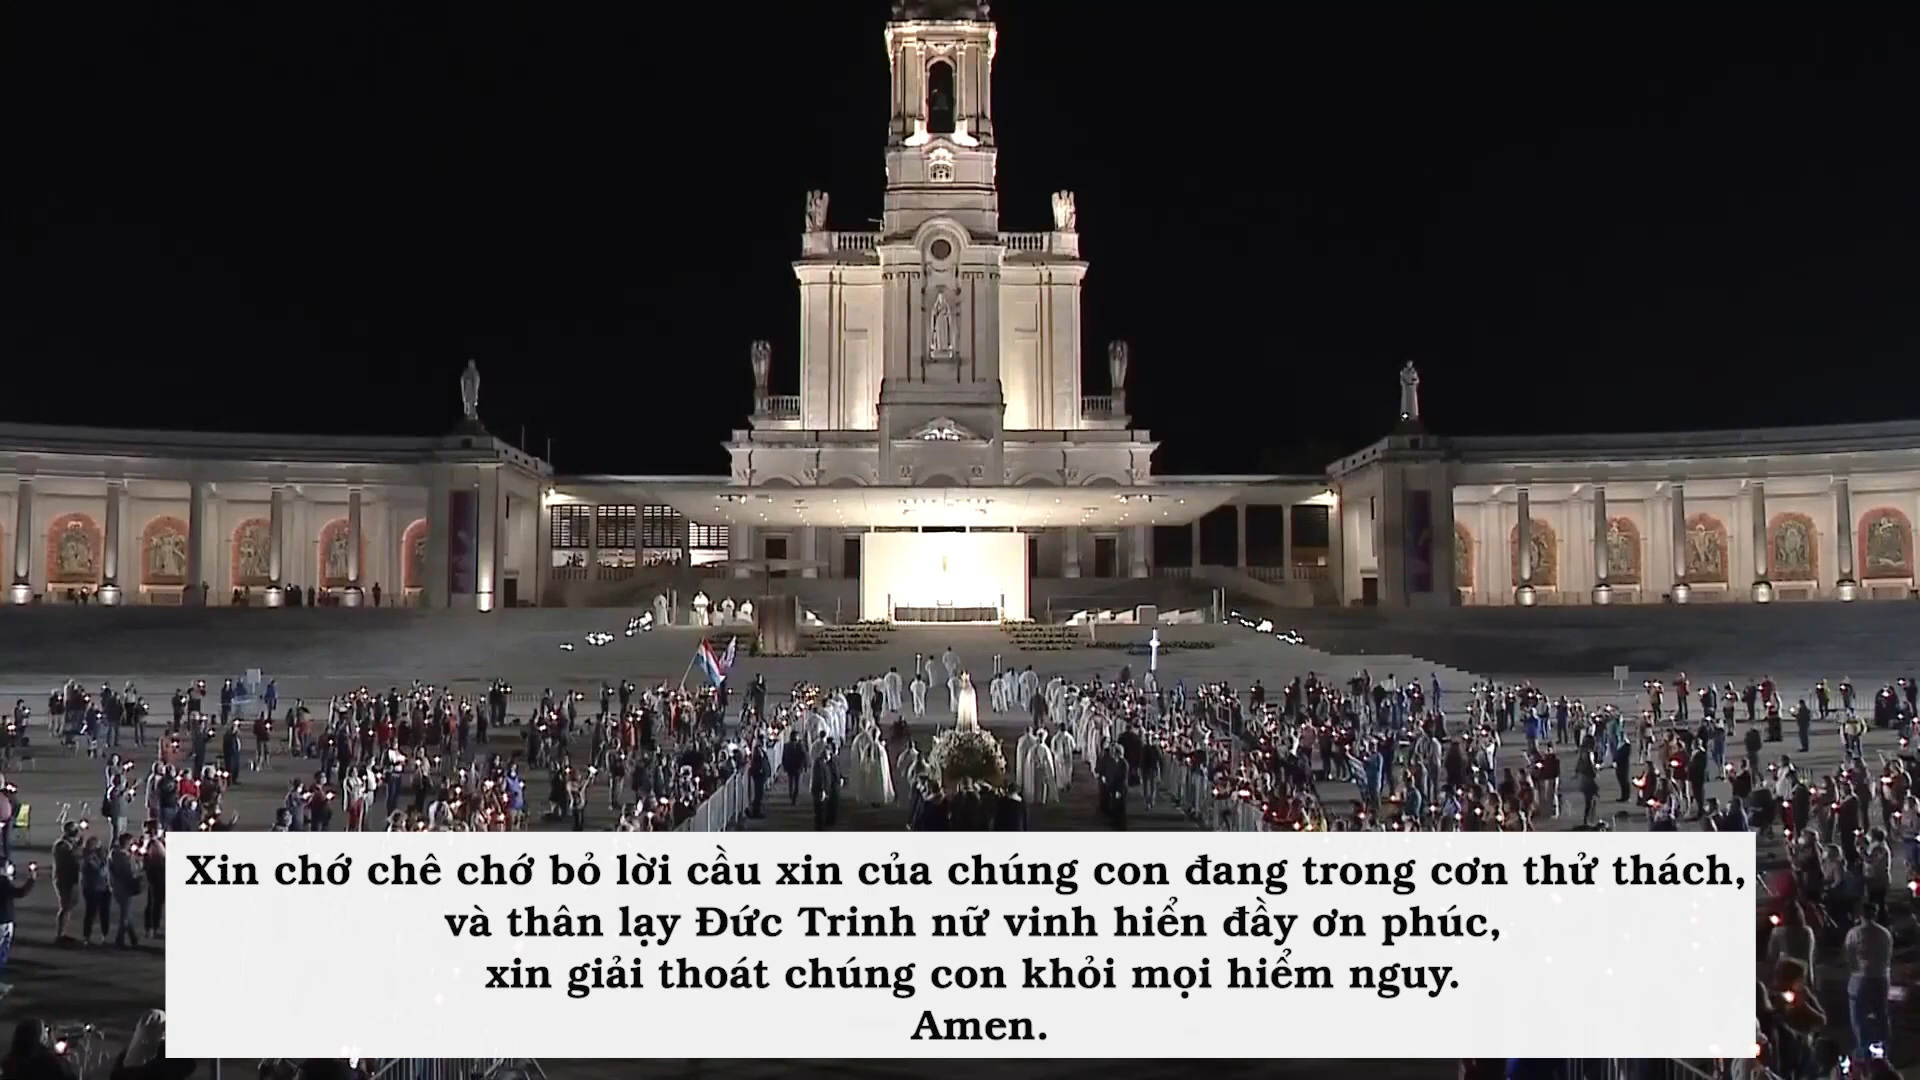 Xin chớ chê chớ bỏ lời cầu xin của chúng con đang trong cơn thử thách,
và thân lạy Đức Trinh nữ vinh hiển đầy ơn phúc,
xin giải thoát chúng con khỏi mọi hiểm nguy.
Amen.